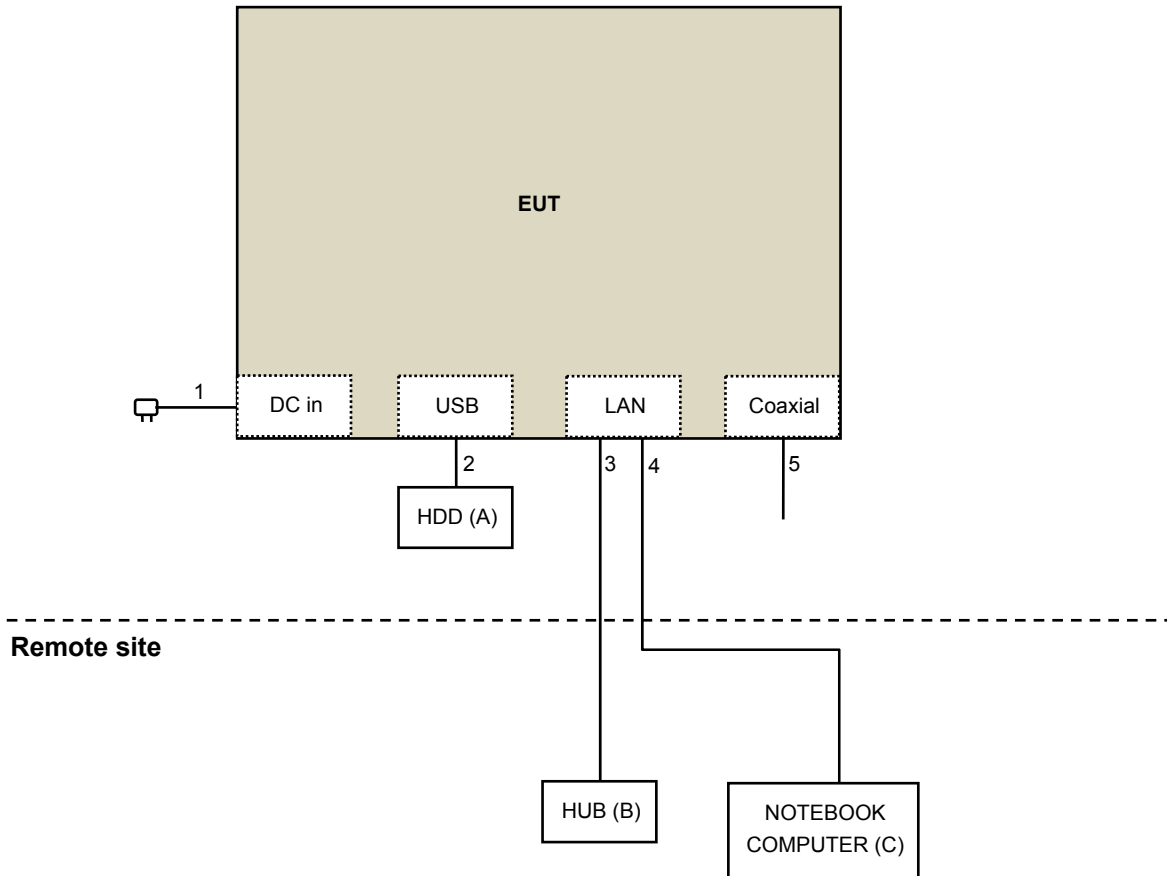 EUT
1
DC in
USB
LAN
Coaxial
2
3
4
5
HDD (A)
Remote site
HUB (B)
NOTEBOOK
COMPUTER (C)